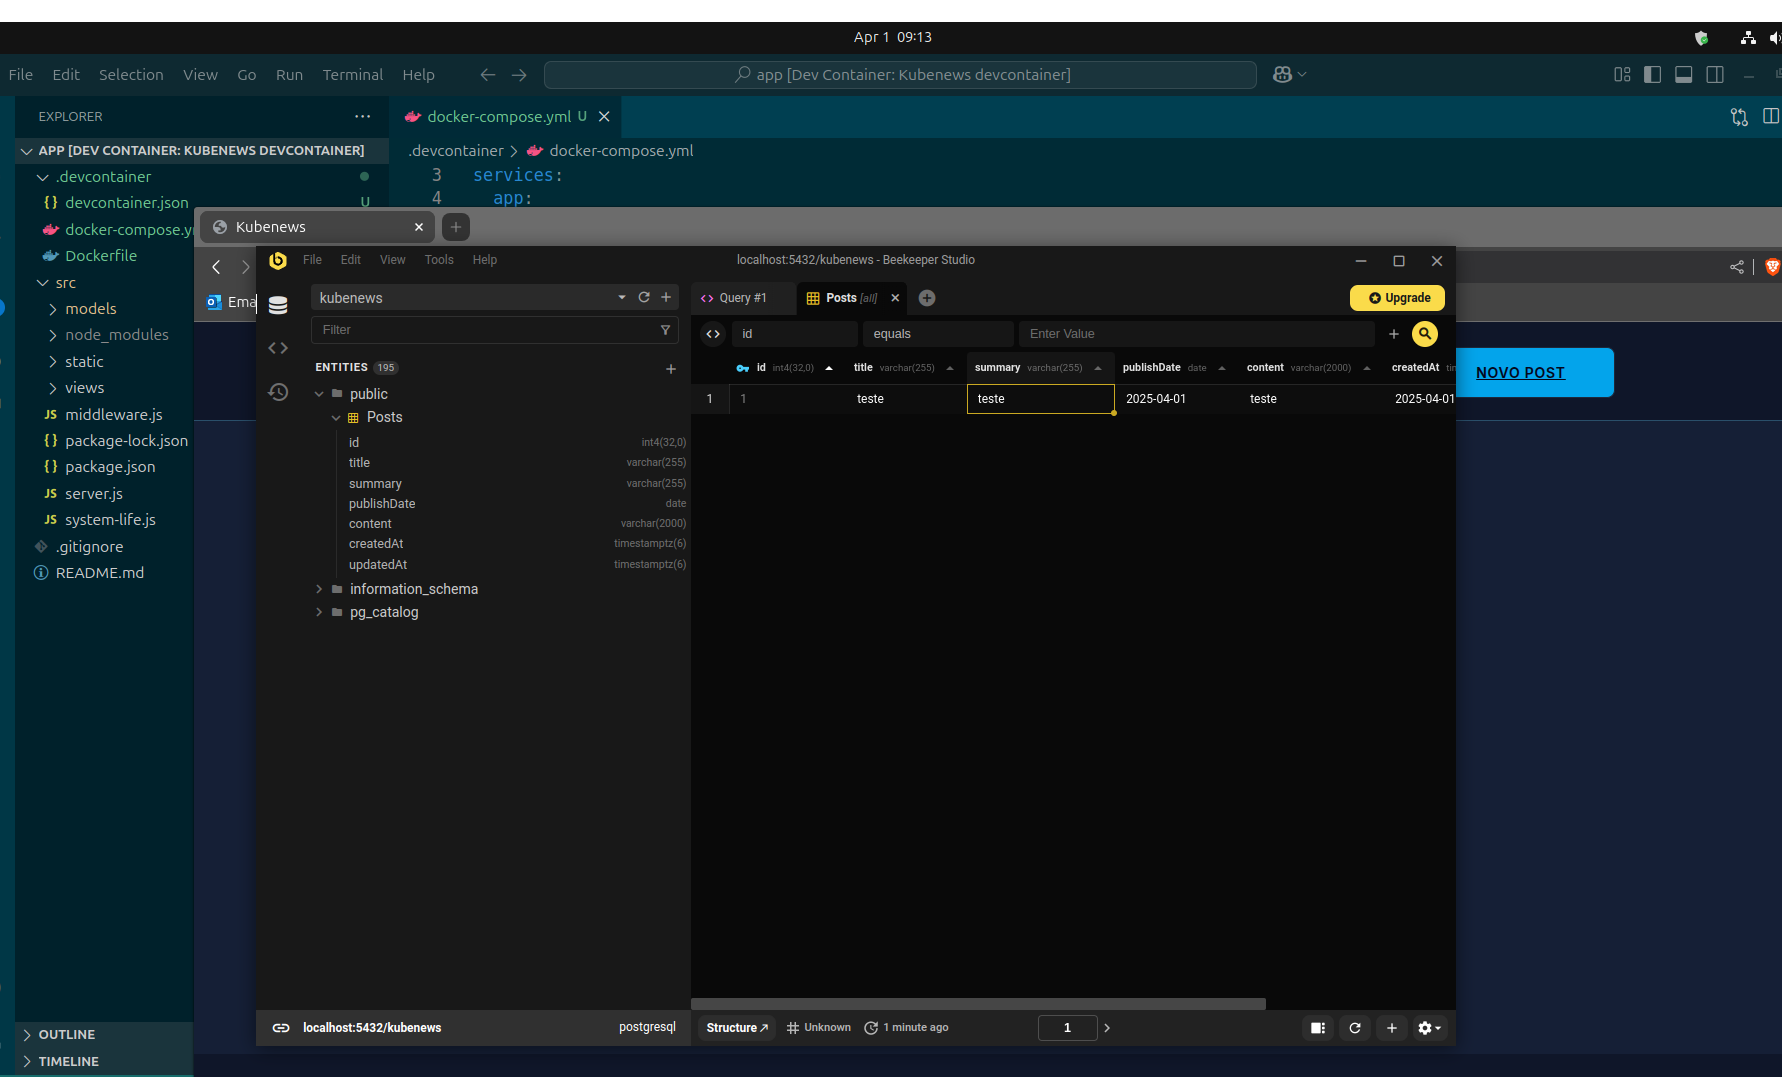 Apr 1 09:13
File Edit Selection View Go Run Terminal Help
app [Dev Container: Kubenews devcontainer]
EXPLORER
docker-compose.yml U
APP [DEV CONTAINER: KUBENEWS DEVCONTAINER]
.devcontainer > docker-compose.yml
.devcontainer
3 services:
{} devcontainer.json U
4 app:
docker-compose.y
Kubenews
Dockerfile
src
File Edit View Tools Help
localhost:5432/kubenews - Beekeeper Studio
Ema
kubenews
Query #1
Posts [all]
Upgrade
models
node_modules
Filter
id
equals
Enter Value
static
ENTITIES 195
id int4(32,0) title varchar(255) summary varchar(255) publishDate date content varchar(2000) createdAt
NOVO POST
views
public
1 1 teste teste 2025-04-01 teste 2025-04-01
JS middleware.js
Posts
{} package-lock.json
id int4(32,0)
{} package.json
title varchar(255)
JS server.js
summary varchar(255)
publishDate date
JS system-life.js
content varchar(2000)
.gitignore
createdAt timestamptz(6)
README.md
updatedAt timestamptz(6)
information_schema
pg_catalog
OUTLINE
localhost:5432/kubenews
postgresql
Structure
Unknown
1 minute ago
1
TIMELINE